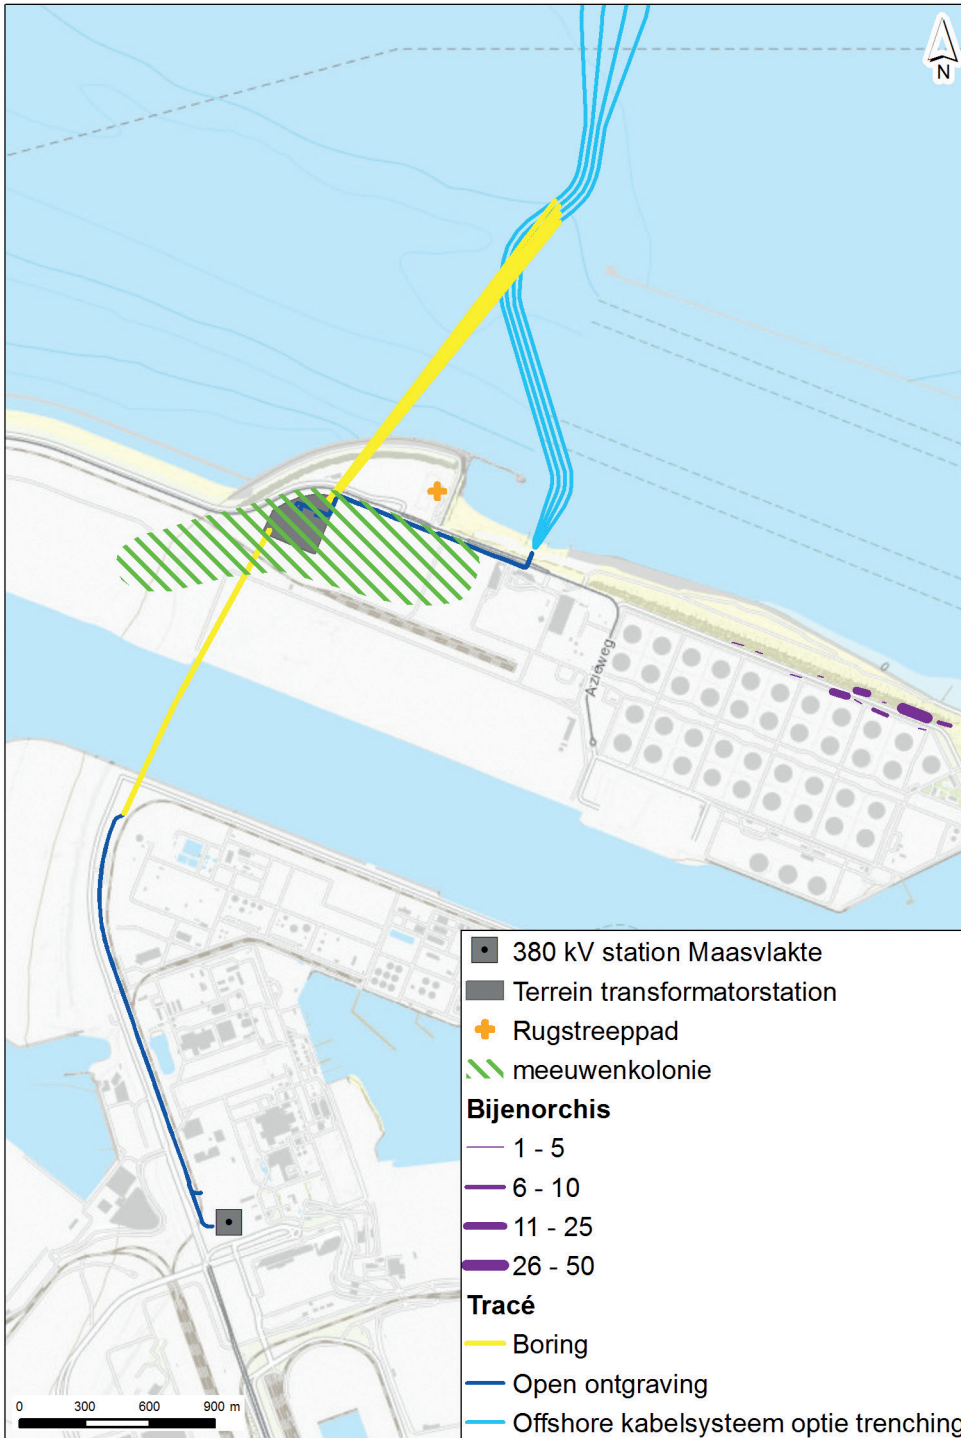 N
Aziëweg
380 kV station Maasvlakte
Terrein transformatorstation
Rugstreeppad
meeuwenkolonie
Bijenorchis
1 - 5
6 - 10
11 - 25
26 - 50
Tracé
Boring
Open ontgraving
Offshore kabelsysteem optie trenching
0 300 600 900 m